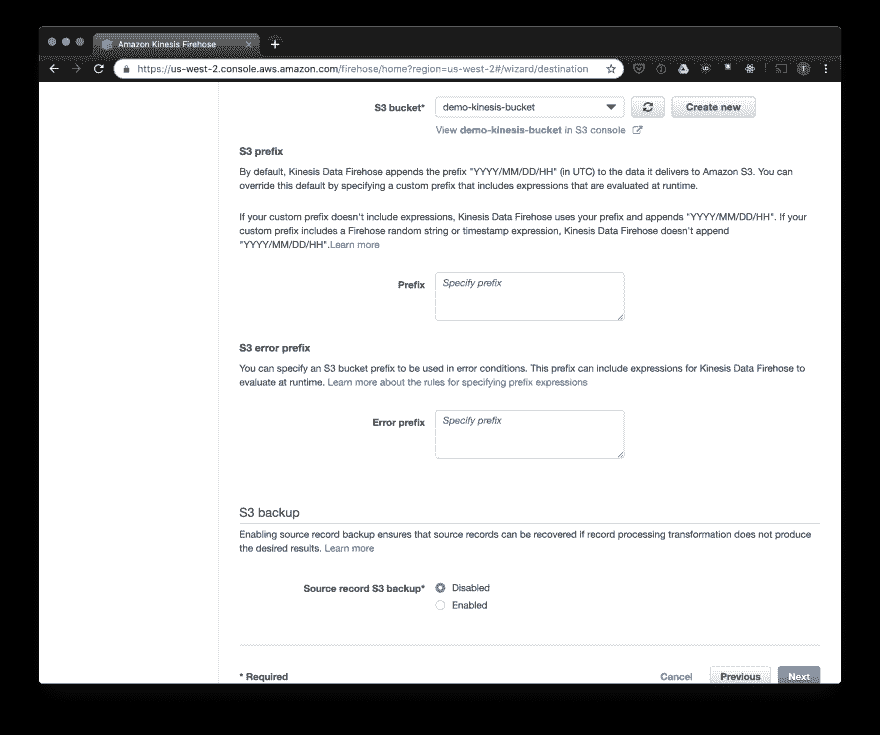 Amazon Kinesis Firehose
https://us-west-2.console.aws.amazon.com/firehose/home?region=us-west-2#/wizard/destination
S3 bucket* demo-kinesis-bucket Create new
View demo-kinesis-bucket in S3 console
S3 prefix
By default, Kinesis Data Firehose appends the prefix "YYYY/MM/DD/HH" (in UTC) to the data it delivers to Amazon S3. You can
override this default by specifying a custom prefix that includes expressions that are evaluated at runtime.
If your custom prefix doesn't include expressions, Kinesis Data Firehose uses your prefix and appends "YYYY/MM/DD/HH". If your
custom prefix includes a Firehose random string or timestamp expression, Kinesis Data Firehose doesn't append
"YYYY/MM/DD/HH".Learn more
Prefix Specify prefix
S3 error prefix
You can specify an S3 bucket prefix to be used in error conditions. This prefix can include expressions for Kinesis Data Firehose to
evaluate at runtime. Learn more about the rules for specifying prefix expressions
Error prefix Specify prefix
S3 backup
Enabling source record backup ensures that source records can be recovered if record processing transformation does not produce
the desired results. Learn more
Source record S3 backup* Disabled
Enabled
* Required Cancel Previous Next